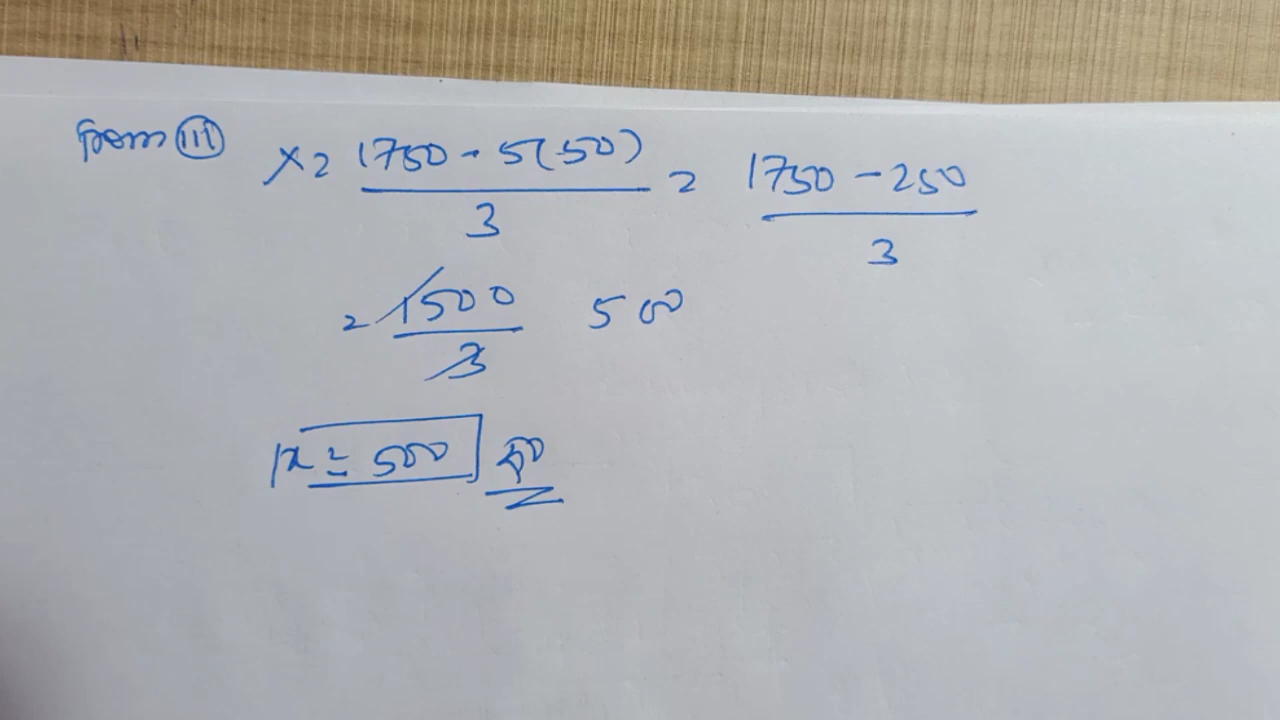 from (iii) x = 1750 - 5(50) / 3 = 1750 - 250 / 3
= 1500 / 3 500
x = 500